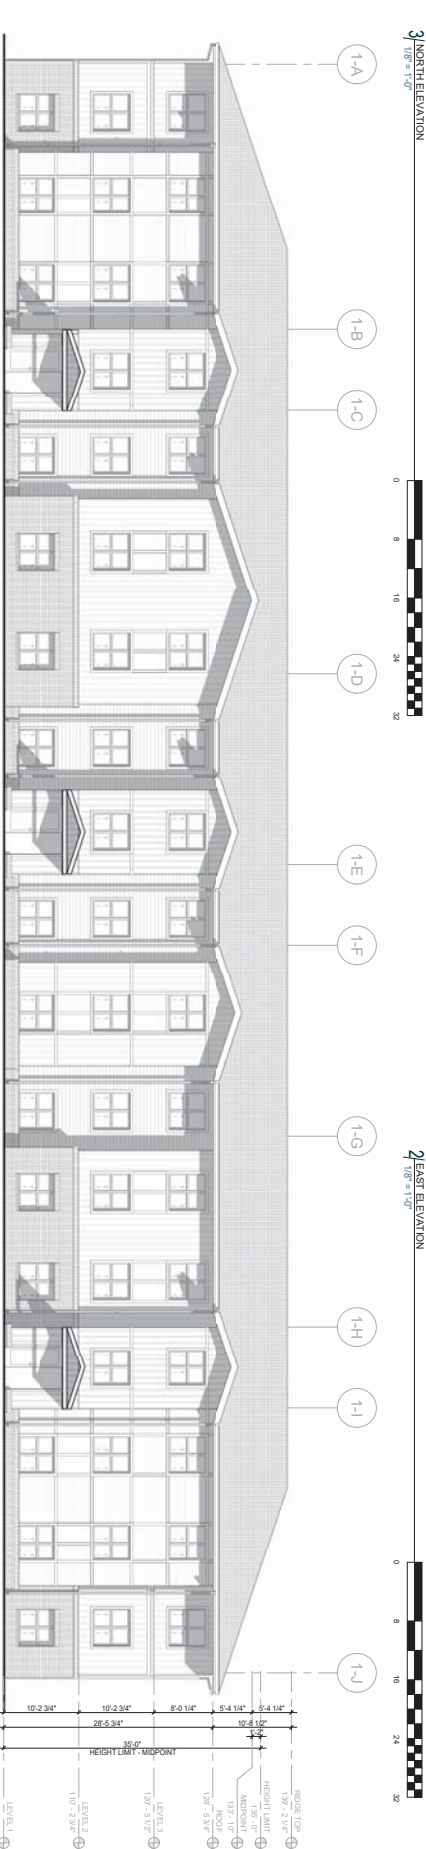 3 NORTH ELEVATION
1/8" = 1'-0"
0 8 16 24 32
2 EAST ELEVATION
1/8" = 1'-0"
0 8 16 24 32
1-A
1-B
1-C
1-D
1-E
1-F
1-G
1-H
1-I
1-J
RIDGE TOP
139' - 2 1/4"
HEIGHT LIMIT
135' - 0"
MIDPOINT
133' - 10"
ROOF
128' - 5 3/4"
LEVEL 3
120' - 5 1/2"
LEVEL 2
110' - 2 3/4"
LEVEL 1
10'-2 3/4" 10'-2 3/4" 8'-0 1/4" 5'-4 1/4" 5'-4 1/4"
28'-5 3/4" 10'-8 1/2"
35'-0"
HEIGHT LIMIT - MIDPOINT